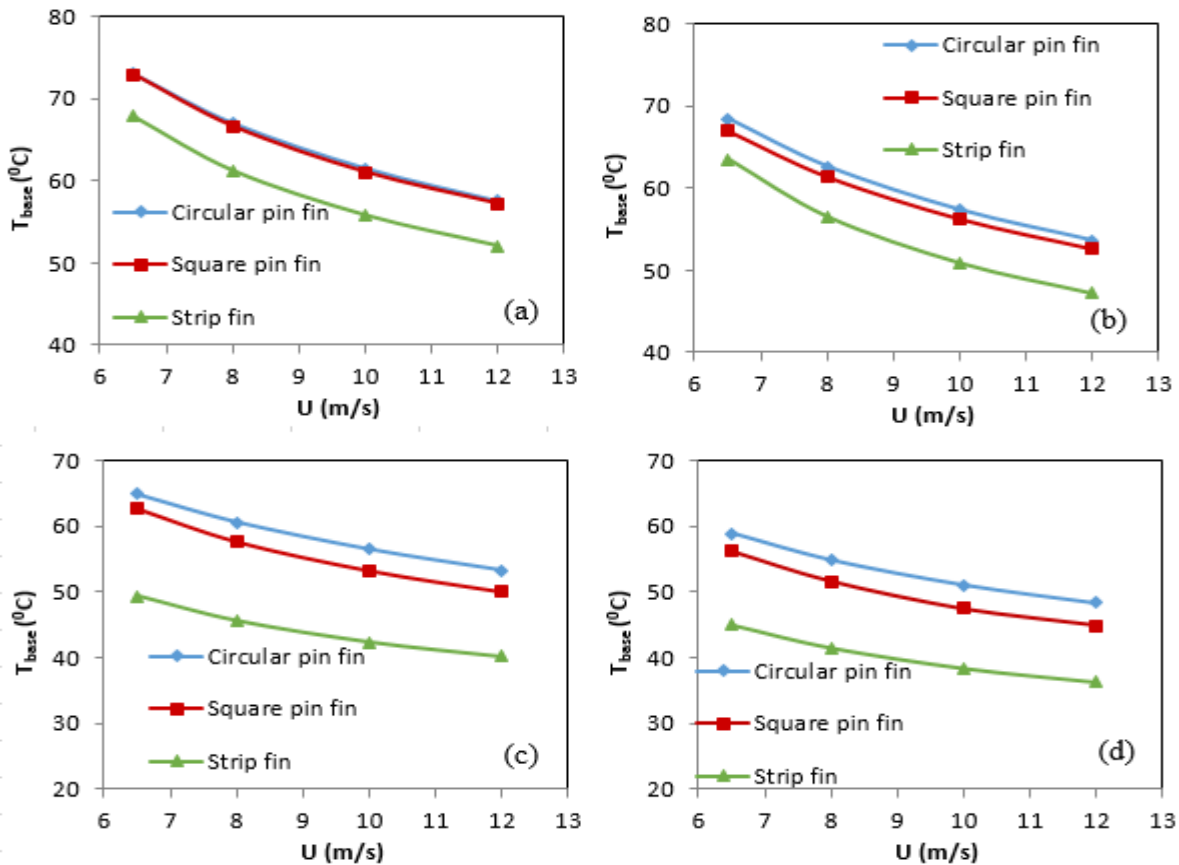 80
70
60
50
40
T_base (⁰C)
Circular pin fin
Square pin fin
Strip fin
(a)
6 7 8 9 10 11 12 13
U (m/s)
80
70
60
50
40
T_base (⁰C)
Circular pin fin
Square pin fin
Strip fin
(b)
6 7 8 9 10 11 12 13
U (m/s)
70
60
50
40
30
20
T_base (⁰C)
Circular pin fin
Square pin fin
Strip fin
(c)
6 7 8 9 10 11 12 13
U (m/s)
70
60
50
40
30
20
T_base (⁰C)
Circular pin fin
Square pin fin
Strip fin
(d)
6 7 8 9 10 11 12 13
U (m/s)